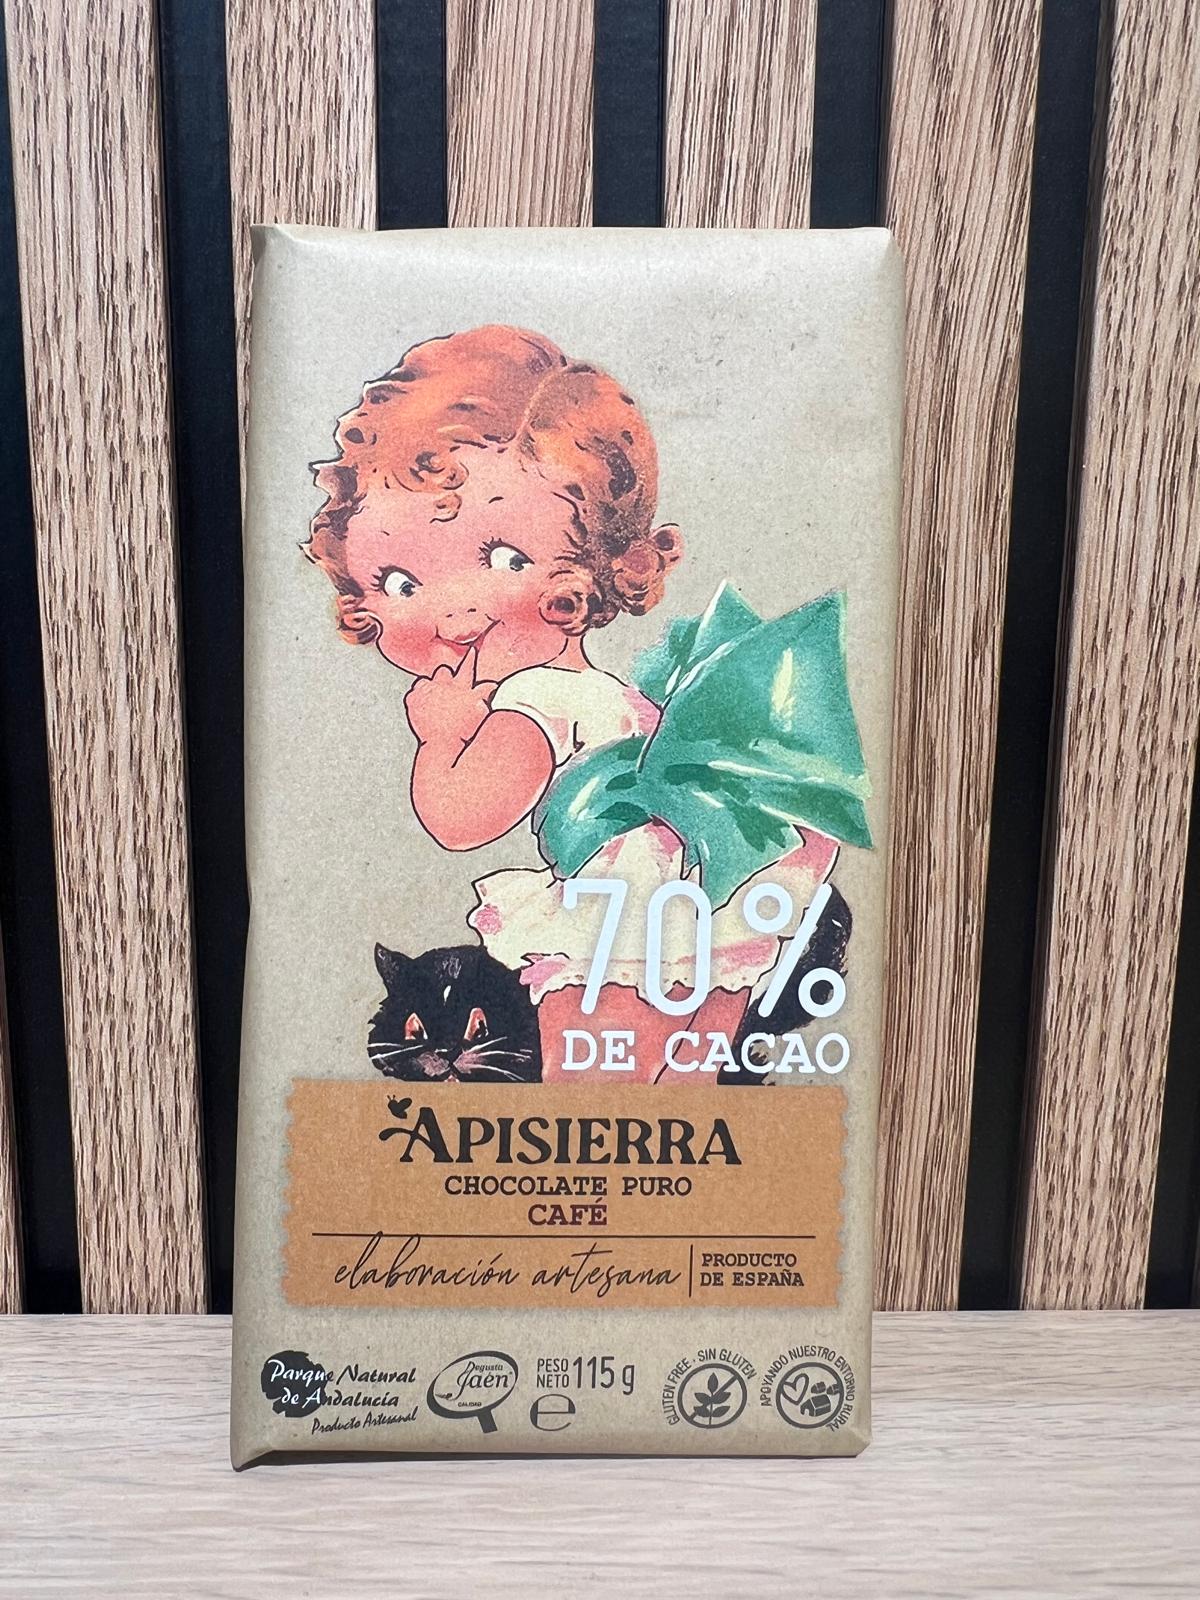 70%
DE CACAO
APISIERRA
CHOCOLATE PURO
CAFÉ
elaboración artesana
PRODUCTO
DE ESPAÑA
Parque Natural
de Andalucía
Producto Artesanal
Degusta
Jaén
CALIDAD
PESO
NETO
115 g
e
GLUTEN FREE · SIN GLUTEN
APOYANDO NUESTRO ENTORNO RURAL